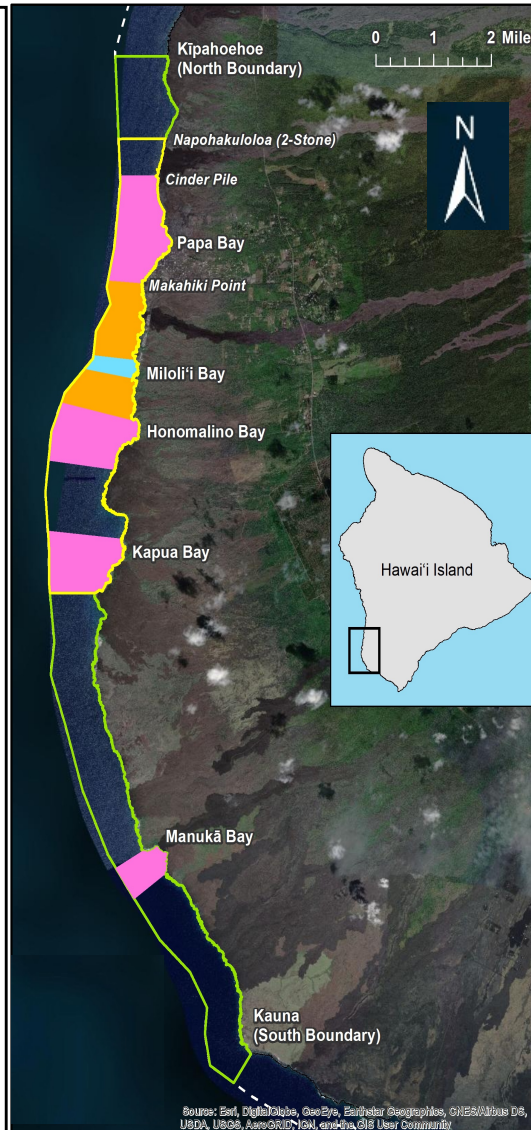 Kīpahoehoe
(North Boundary)
0 1 2 Mile
N
Napohakuloloa (2-Stone)
Cinder Pile
Papa Bay
Makahiki Point
Miloliʻi Bay
Honomalino Bay
Kapua Bay
Hawaiʻi Island
Manukā Bay
Kauna
(South Boundary)
Source: Esri, DigitalGlobe, GeoEye, Earthstar Geographics, CNES/Airbus DS,
USDA, USGS, AeroGRID, IGN, and the GIS User Community